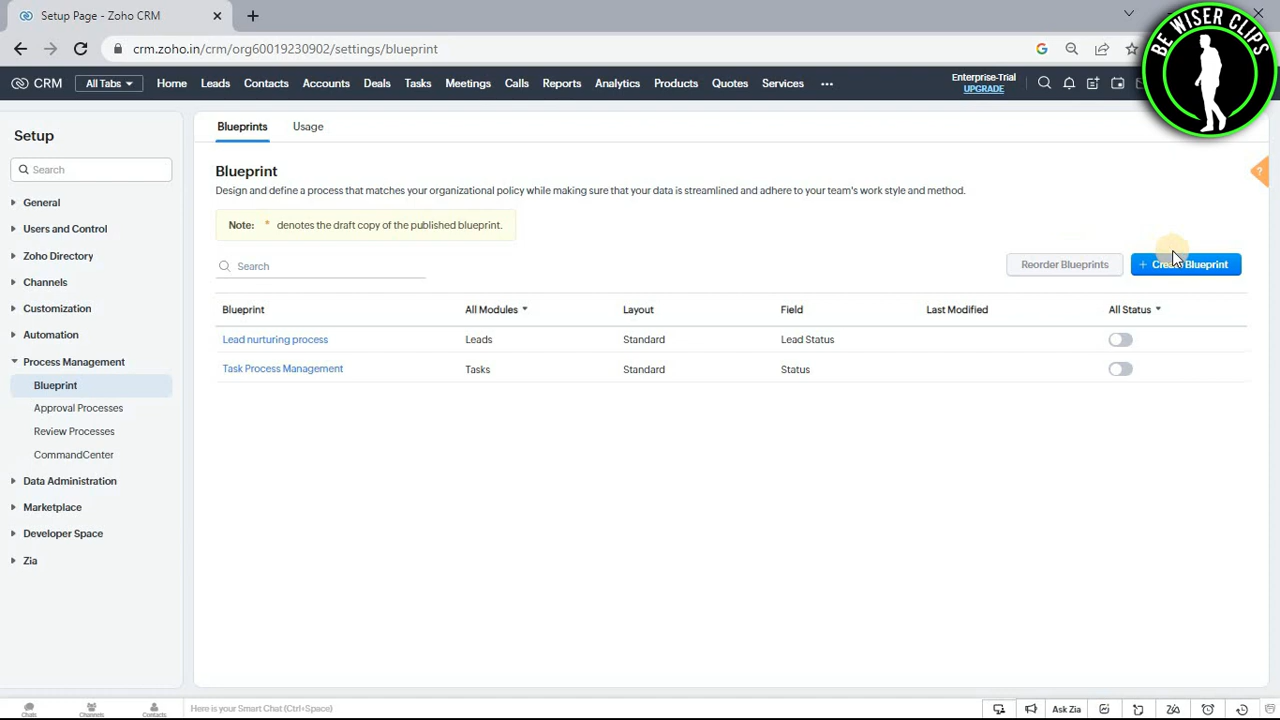 Setup Page - Zoho CRM
crm.zoho.in/crm/org60019230902/settings/blueprint
BE WISER CLIPS
CRM All Tabs Home Leads Contacts Accounts Deals Tasks Meetings Calls Reports Analytics Products Quotes Services ••• Enterprise-Trial
UPGRADE
Setup
Blueprints Usage
Search
Blueprint
Design and define a process that matches your organizational policy while making sure that your data is streamlined and adhere to your team's work style and method.
Note: * denotes the draft copy of the published blueprint.
Search
Reorder Blueprints
+ Create Blueprint
Blueprint All Modules Layout Field Last Modified All Status
Lead nurturing process Leads Standard Lead Status
Task Process Management Tasks Standard Status
General
Users and Control
Zoho Directory
Channels
Customization
Automation
Process Management
Blueprint
Approval Processes
Review Processes
CommandCenter
Data Administration
Marketplace
Developer Space
Zia
?
Chats Channels Contacts
Here is your Smart Chat (Ctrl+Space)
Ask Zia